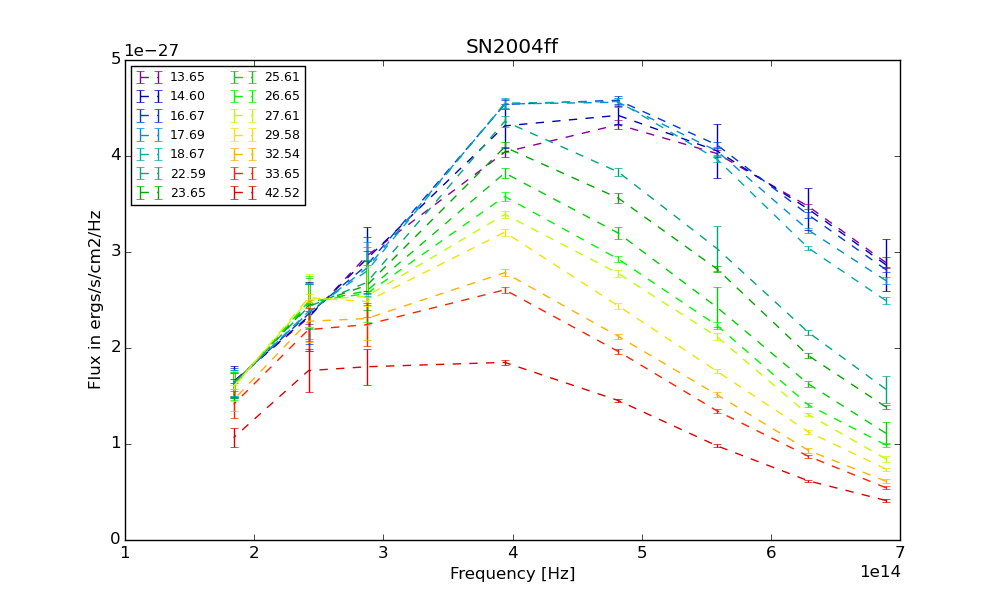 SN2004ff
1e−27
5
4
3
2
1
0
Flux in ergs/s/cm2/Hz
13.65 25.61
14.60 26.65
16.67 27.61
17.69 29.58
18.67 32.54
22.59 33.65
23.65 42.52
1 2 3 4 5 6 7
Frequency [Hz]
1e14